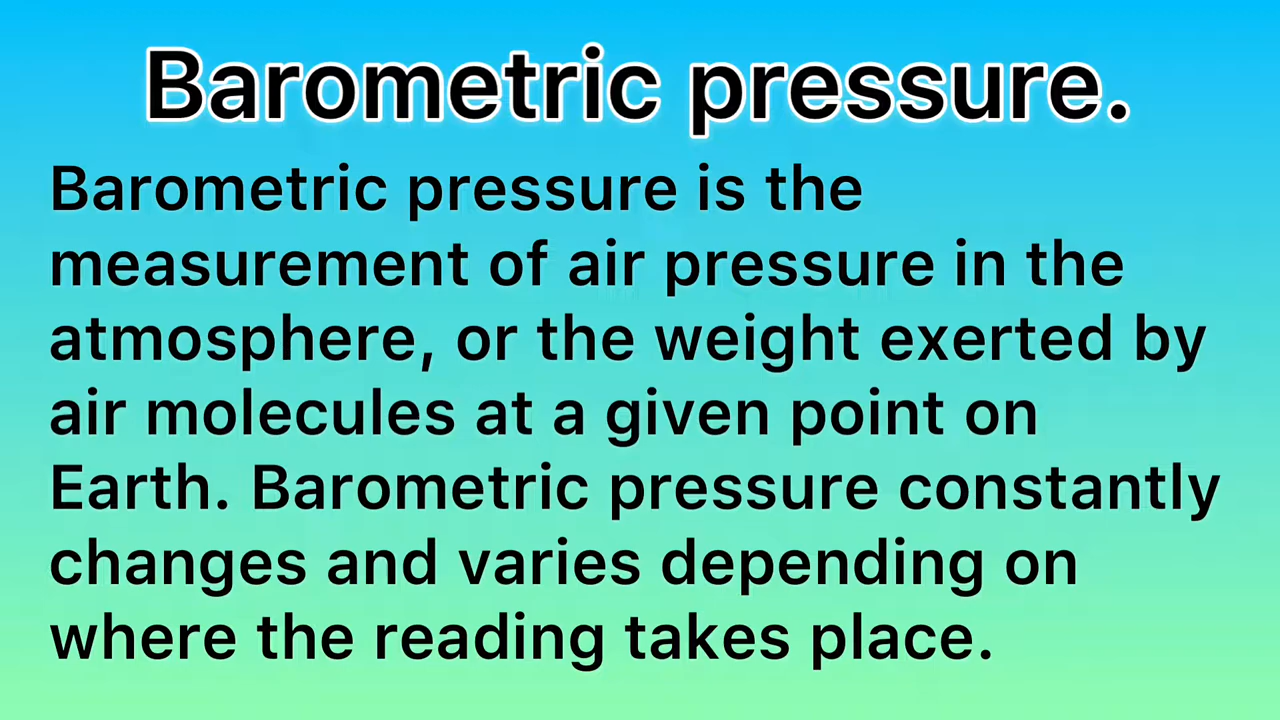 Barometric pressure.
Barometric pressure is the
measurement of air pressure in the
atmosphere, or the weight exerted by
air molecules at a given point on
Earth. Barometric pressure constantly
changes and varies depending on
where the reading takes place.